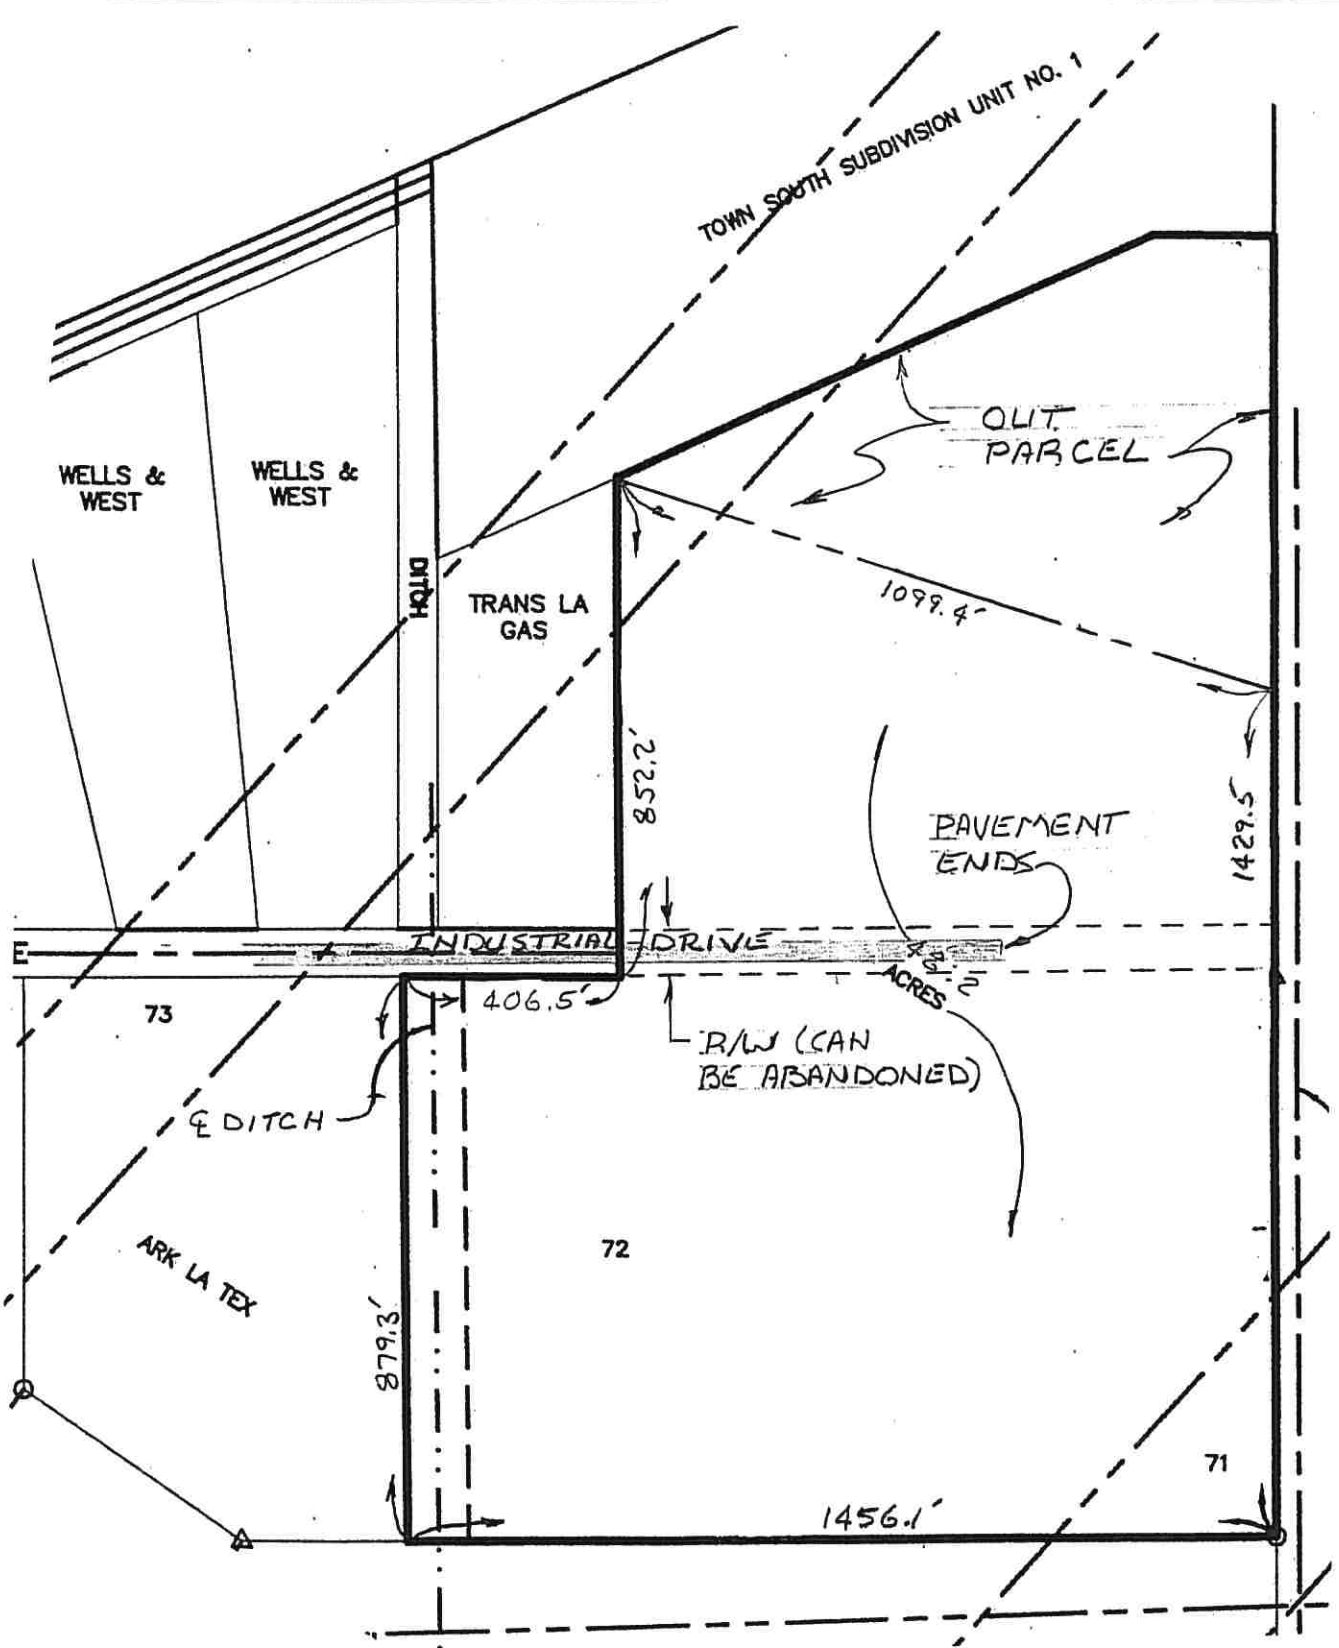 TOWN SOUTH SUBDIVISION UNIT NO. 1
OUT
PARCEL
WELLS &
WEST
WELLS &
WEST
DITCH
TRANS LA
GAS
1099.4'
852.2'
1429.5'
PAVEMENT
ENDS
E
INDUSTRIAL DRIVE
48.2
ACRES
406.5'
73
R/W (CAN
BE ABANDONED)
℄ DITCH
ARK LA TEX
72
879.3'
71
1456.1'